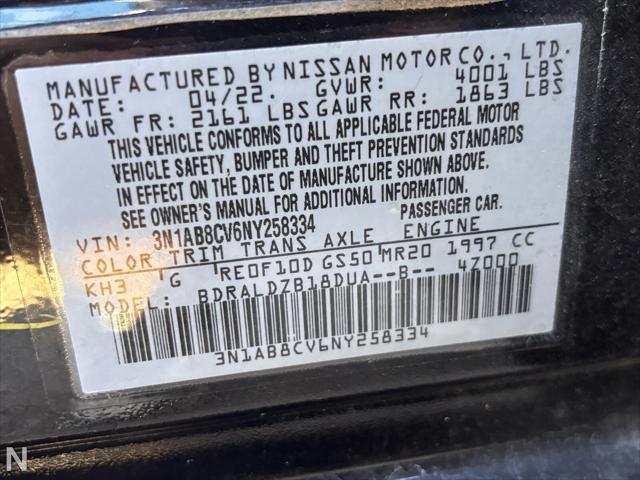 MANUFACTURED BY NISSAN MOTOR CO., LTD.
DATE: 04/22. GVWR: 4001 LBS
GAWR FR: 2161 LBS GAWR RR: 1863 LBS
THIS VEHICLE CONFORMS TO ALL APPLICABLE FEDERAL MOTOR
VEHICLE SAFETY, BUMPER AND THEFT PREVENTION STANDARDS
IN EFFECT ON THE DATE OF MANUFACTURE SHOWN ABOVE.
SEE OWNER'S MANUAL FOR ADDITIONAL INFORMATION.
VIN: 3N1AB8CV6NY258334 PASSENGER CAR.
COLOR TRIM TRANS AXLE ENGINE
KH3 G RE0F10D GS50 MR20 1997 CC
MODEL: BDRALDZB18DUA--B-- 4Z000
3N1AB8CV6NY258334
N